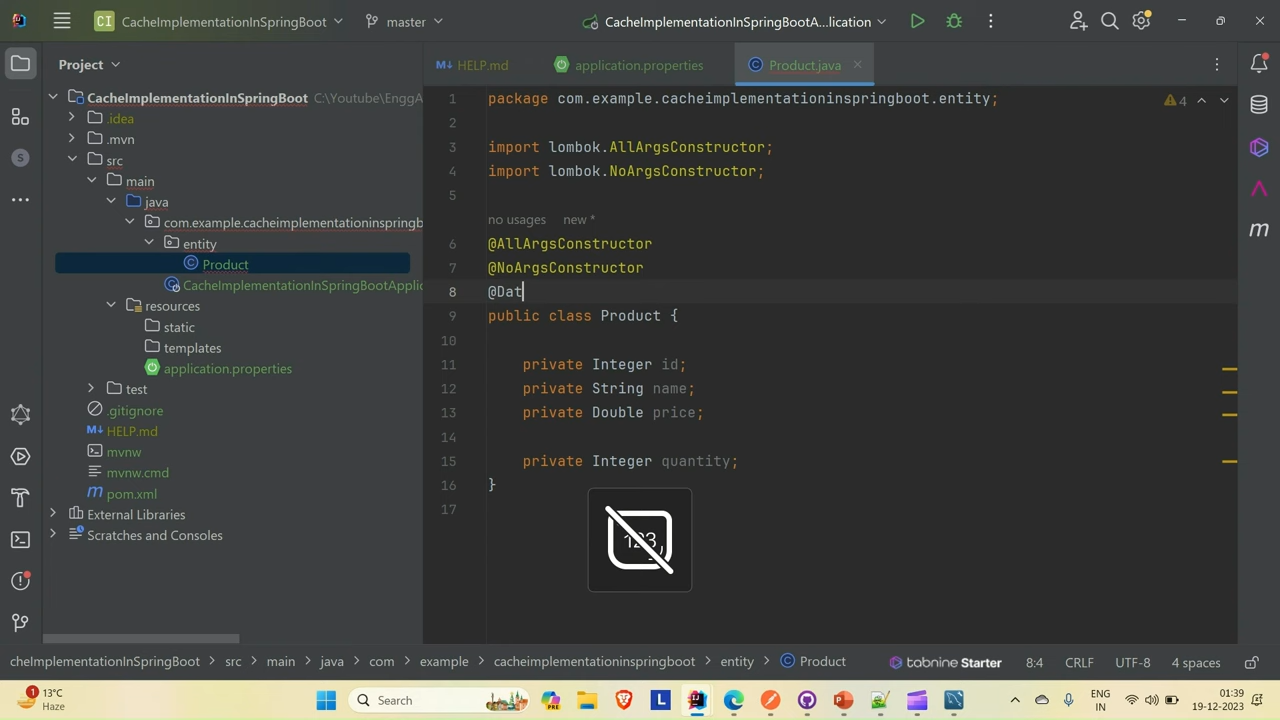 CI CacheImplementationInSpringBoot master CacheImplementationInSpringBootA...lication
Project
HELP.md application.properties Product.java
CacheImplementationInSpringBoot C:\Youtube\EnggA
.idea
.mvn
src
main
java
com.example.cacheimplementationinspringb
entity
Product
CacheImplementationInSpringBootApplic
resources
static
templates
application.properties
test
.gitignore
HELP.md
mvnw
mvnw.cmd
pom.xml
External Libraries
Scratches and Consoles
4
1 package com.example.cacheimplementationinspringboot.entity;
2
3 import lombok.AllArgsConstructor;
4 import lombok.NoArgsConstructor;
5
no usages new *
6 @AllArgsConstructor
7 @NoArgsConstructor
8 @Dat
9 public class Product {
10
11 private Integer id;
12 private String name;
13 private Double price;
14
15 private Integer quantity;
16 }
17
123
cheImplementationInSpringBoot > src > main > java > com > example > cacheimplementationinspringboot > entity > Product tabnine Starter 8:4 CRLF UTF-8 4 spaces
1 13°C
Haze
Search
PRE
L
ENG
IN
01:39
19-12-2023